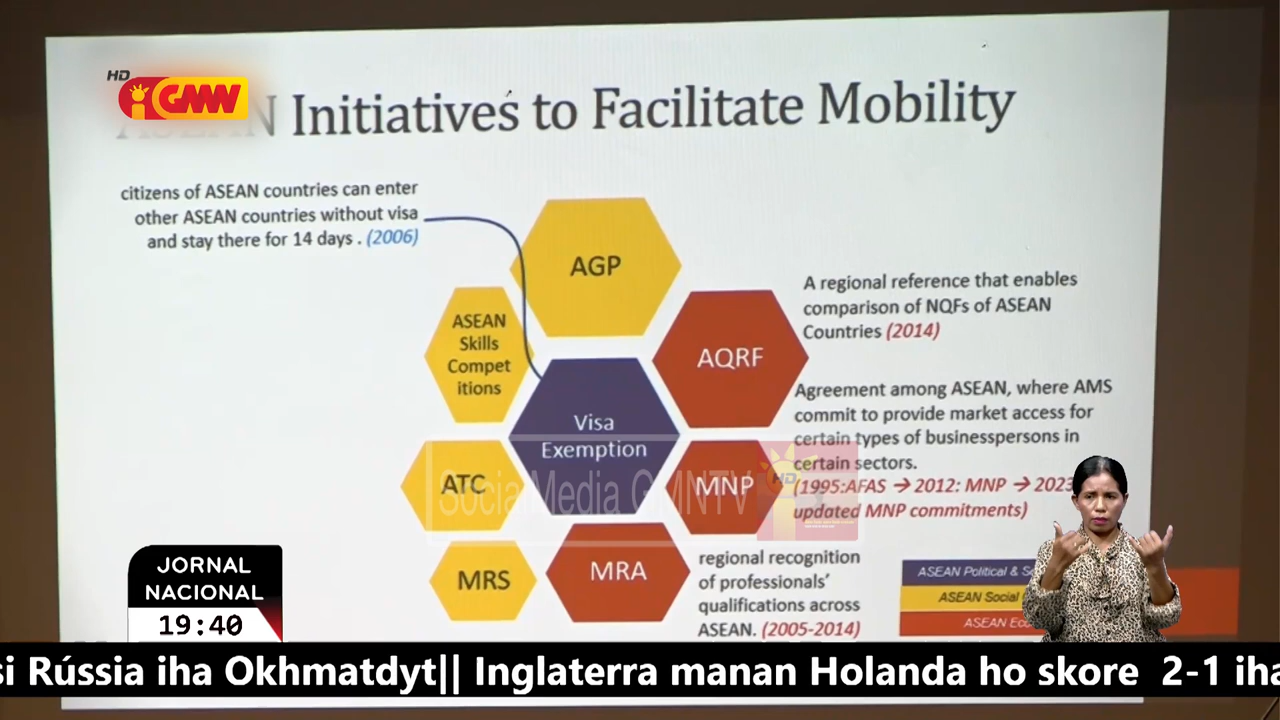 HD
GMN
Initiatives to Facilitate Mobility
citizens of ASEAN countries can enter
other ASEAN countries without visa
and stay there for 14 days . (2006)
AGP
ASEAN
Skills
Compet
itions
AQRF
A regional reference that enables
comparison of NQFs of ASEAN
Countries (2014)
Visa
Exemption
Agreement among ASEAN, where AMS
commit to provide market access for
certain types of businesspersons in
certain sectors.
(1995:AFAS → 2012: MNP → 2023
updated MNP commitments)
ATC
MNP
Social Media GMNTV
HD
MRS
MRA
regional recognition
of professionals'
qualifications across
ASEAN. (2005-2014)
ASEAN Political &
ASEAN Social
ASEAN
JORNAL
NACIONAL
19:40
si Rússia iha Okhmatdyt|| Inglaterra manan Holanda ho skore 2-1 iha